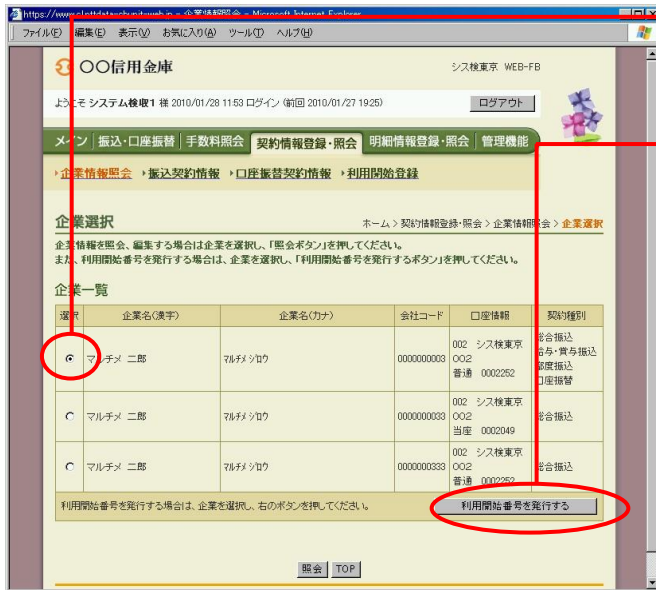 企業情報照会 - Microsoft Internet Explorer
ファイル(F) 編集(E) 表示(V) お気に入り(A) ツール(T) ヘルプ(H)
〇〇信用金庫
シス検東京 WEB-FB
ようこそ システム検収1 様 2010/01/28 11:53 ログイン (前回 2010/01/27 19:25)
ログアウト
メイン 振込・口座振替 手数料照会 契約情報登録・照会 明細情報登録・照会 管理機能
企業情報照会 振込契約情報 口座振替契約情報 利用開始登録
企業選択
ホーム > 契約情報登録・照会 > 企業情報照会 > 企業選択
企業情報を照会、編集する場合は企業を選択し、「照会ボタン」を押してください。
また、利用開始番号を発行する場合は、企業を選択し、「利用開始番号を発行するボタン」を押してください。
企業一覧
選択 企業名(漢字) 企業名(カナ) 会社コード 口座情報 契約種別
マルチメ 二郎 マルチメ ジロウ 0000000003 002 シス検東京 002 普通 0002252 総合振込 給与・賞与振込 都度振込 口座振替
マルチメ 二郎 マルチメ ジロウ 0000000033 002 シス検東京 002 当座 0002049 総合振込
マルチメ 二郎 マルチメ ジロウ 0000000333 002 シス検東京 002 普通 0002252 総合振込
利用開始番号を発行する場合は、企業を選択し、右のボタンを押してください。
利用開始番号を発行する
照会 TOP